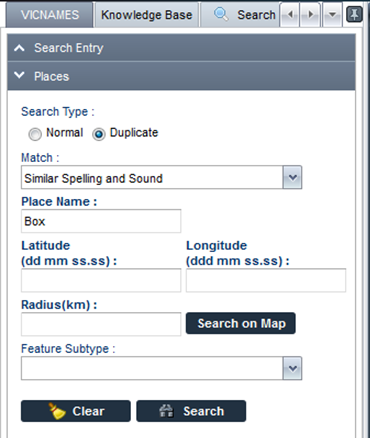 VICNAMES Knowledge Base Search
Search Entry
Places
Search Type :
Normal Duplicate
Match :
Similar Spelling and Sound
Place Name :
Box
Latitude Longitude
(dd mm ss.ss) : (ddd mm ss.ss) :
Radius(km) :
Search on Map
Feature Subtype :
Clear Search